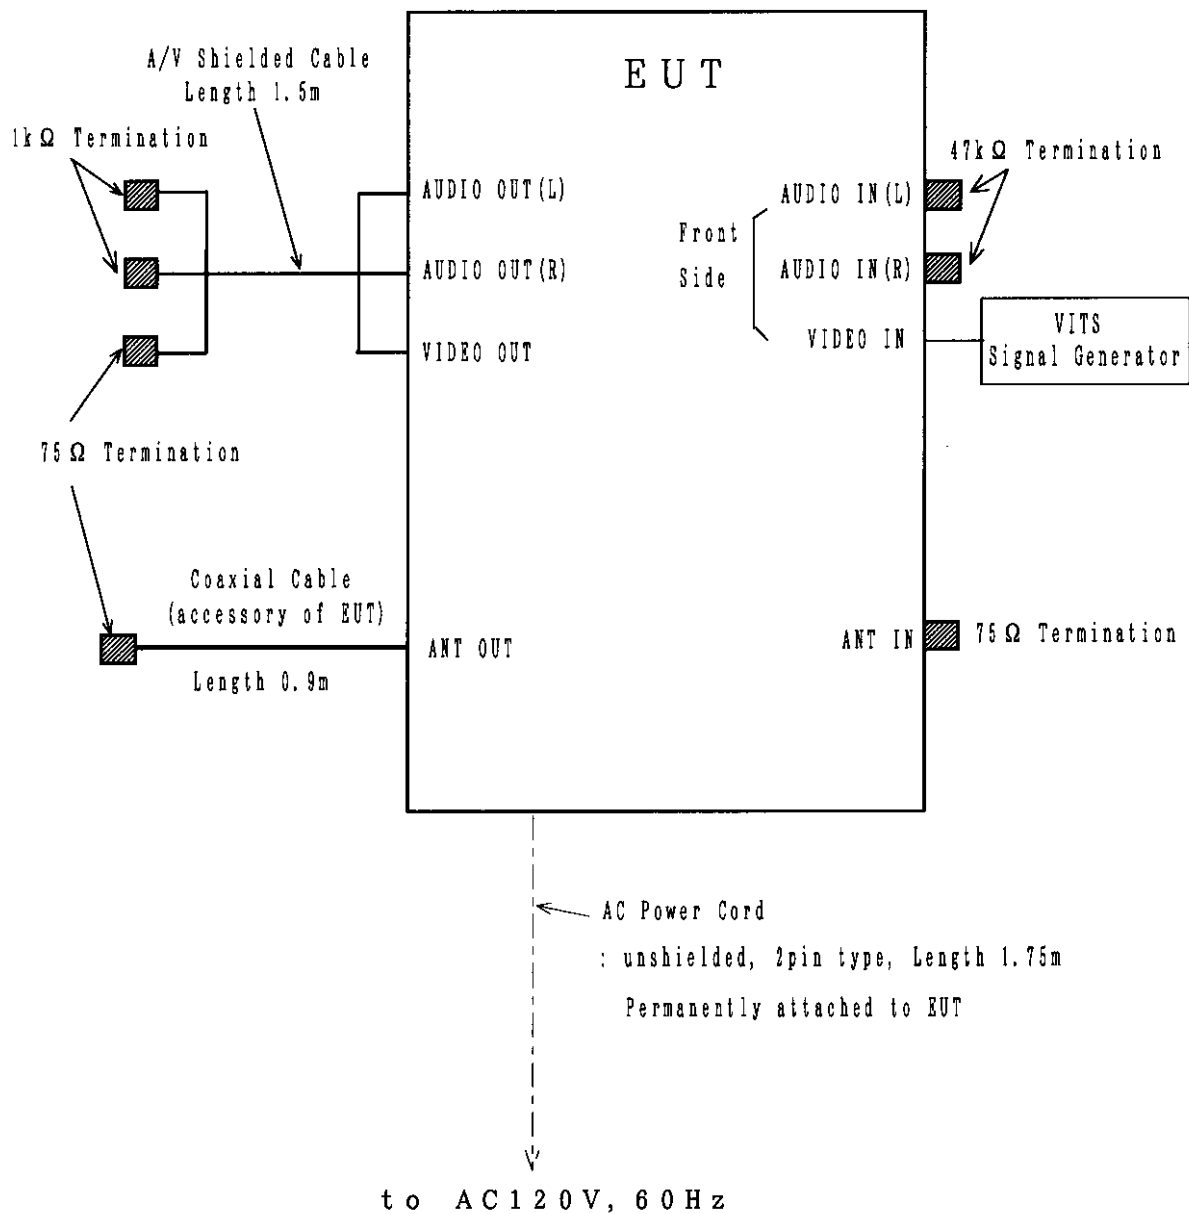 A/V Shielded Cable
Length 1.5m
1kΩ Termination
EUT
47kΩ Termination
AUDIO OUT(L)
AUDIO OUT(R)
VIDEO OUT
Front
Side
AUDIO IN(L)
AUDIO IN(R)
VIDEO IN
VITS
Signal Generator
75Ω Termination
Coaxial Cable
(accessory of EUT)
Length 0.9m
ANT OUT
ANT IN
75Ω Termination
AC Power Cord
: unshielded, 2pin type, Length 1.75m
Permanently attached to EUT
to AC120V, 60Hz